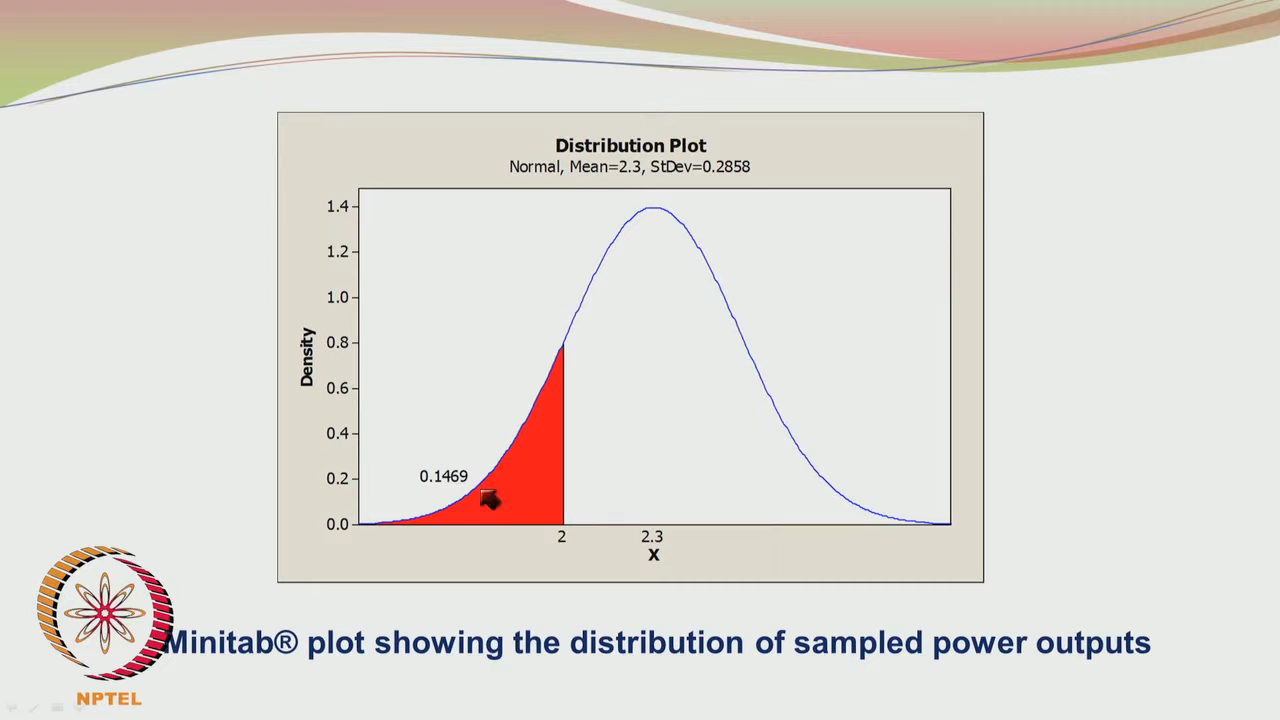 Distribution Plot
Normal, Mean=2.3, StDev=0.2858
1.4
1.2
1.0
0.8
0.6
0.4
0.2
0.0
Density
0.1469
2 2.3
X
Minitab® plot showing the distribution of sampled power outputs
NPTEL